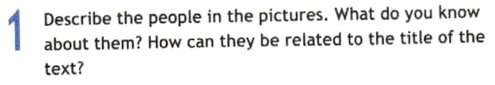 1 Describe the people in the pictures. What do you know
about them? How can they be related to the title of the
text?